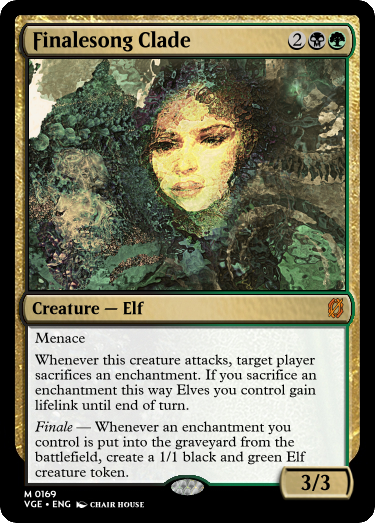 Finalesong Clade 2
Creature — Elf
Menace
Whenever this creature attacks, target player
sacrifices an enchantment. If you sacrifice an
enchantment this way Elves you control gain
lifelink until end of turn.
Finale — Whenever an enchantment you
control is put into the graveyard from the
battlefield, create a 1/1 black and green Elf
creature token.
3/3
M 0169
VGE • ENG CHAIR HOUSE